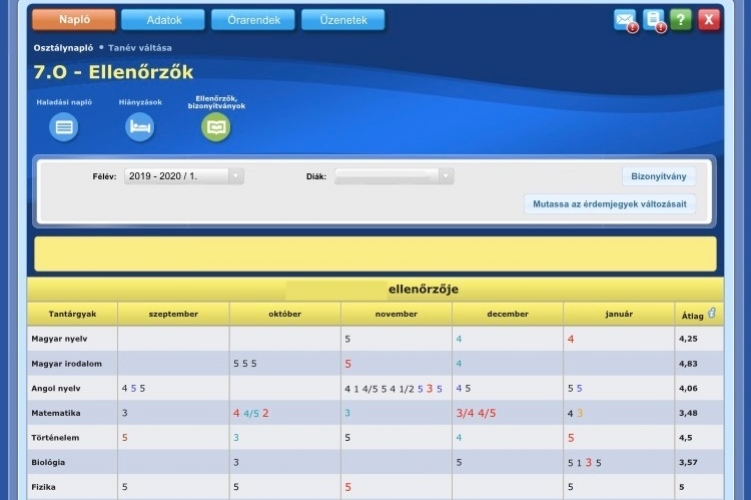 Napló Adatok Órarendek Üzenetek ? X
Osztálynapló • Tanév váltása
7.O - Ellenőrzők
Haladási napló Hiányzások Ellenőrzők,
bizonyítványok
Félév: 2019 - 2020 / 1. Diák: Bizonyítvány
Mutassa az érdemjegyek változásait
ellenőrzője
Tantárgyak szeptember október november december január Átlag
Magyar nyelv 5 4 4 4,25
Magyar irodalom 5 5 5 5 4 4,83
Angol nyelv 4 5 5 4 1 4/5 5 4 1/2 5 3 5 4 5 5 5 4,06
Matematika 3 4 4/5 2 3 3/4 4/5 4 3 3,48
Történelem 5 3 5 4 5 4,5
Biológia 3 5 5 1 3 5 3,57
Fizika 5 5 5 5 5